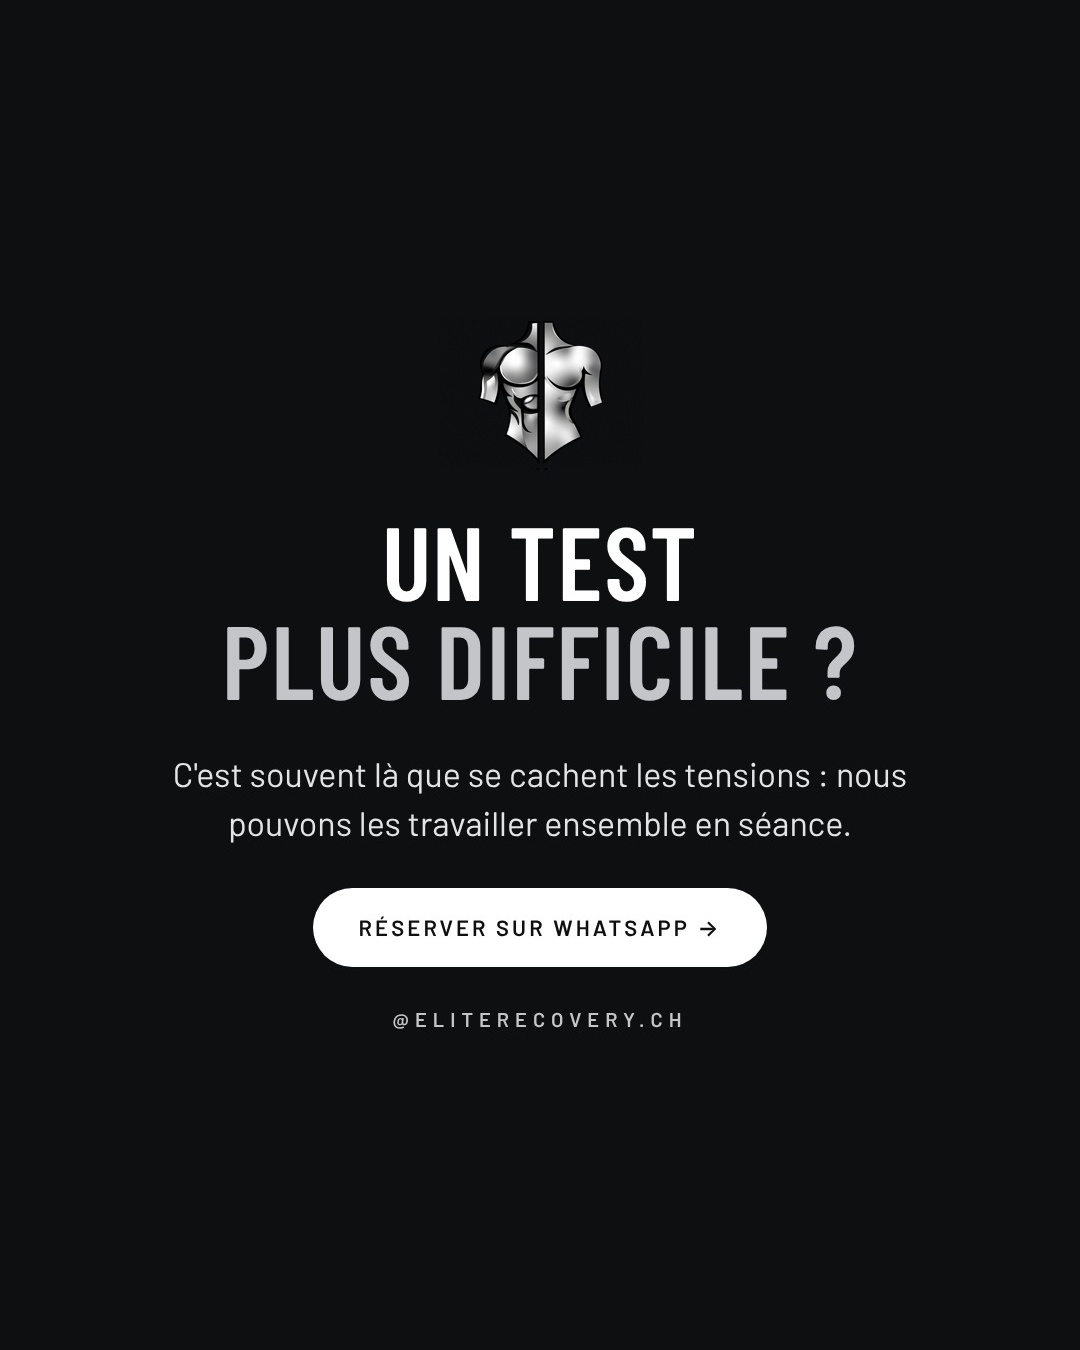 UN TEST
PLUS DIFFICILE ?
C'est souvent là que se cachent les tensions : nous
pouvons les travailler ensemble en séance.
RÉSERVER SUR WHATSAPP →
@ELITERECOVERY.CH